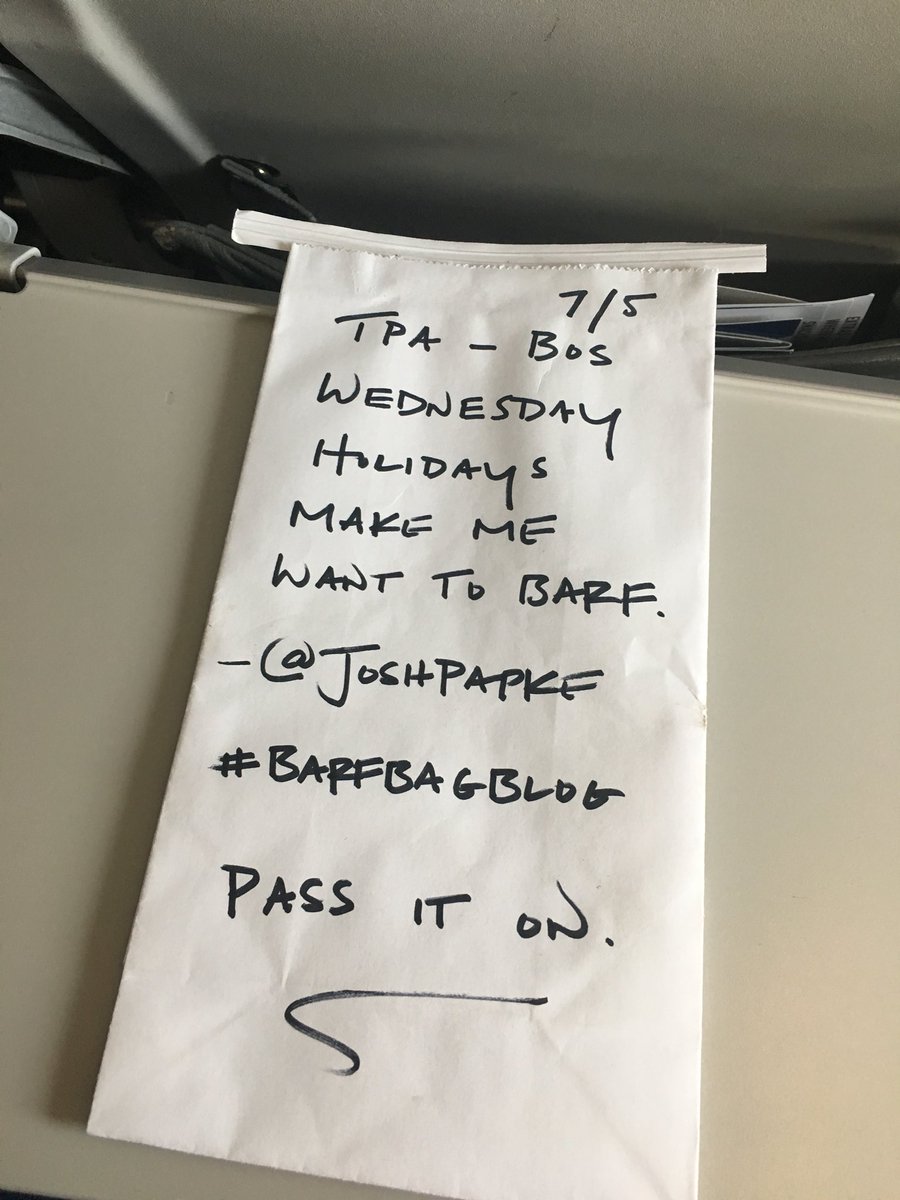 7/5
TPA - BOS
WEDNESDAY
HOLIDAYS
MAKE ME
WANT TO BARF.
- @JOSHPAPKE
#BARFBAGBLOG
PASS IT ON.